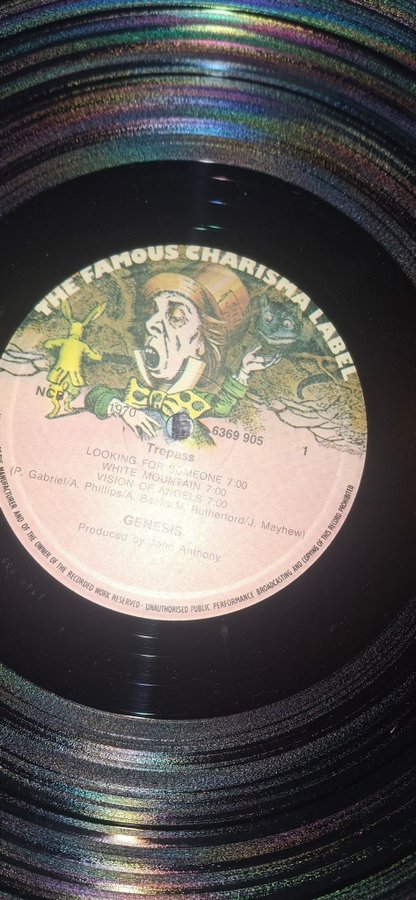 THE FAMOUS CHARISMA LABEL
NCB
1970
6369 905
1
Trepass
LOOKING FOR SOMEONE 7:00
WHITE MOUNTAIN 7:00
VISION OF ANGELS 7:00
(P. Gabriel/A. Phillips/A. Backs/M. Rutherford/J. Mayhew)
GENESIS
Produced by John Anthony
MANUFACTURER AND OF THE OWNER OF THE RECORDED WORK RESERVED · UNAUTHORISED PUBLIC PERFORMANCE BROADCASTING AND COPYING OF THIS RECORD PROHIBITED